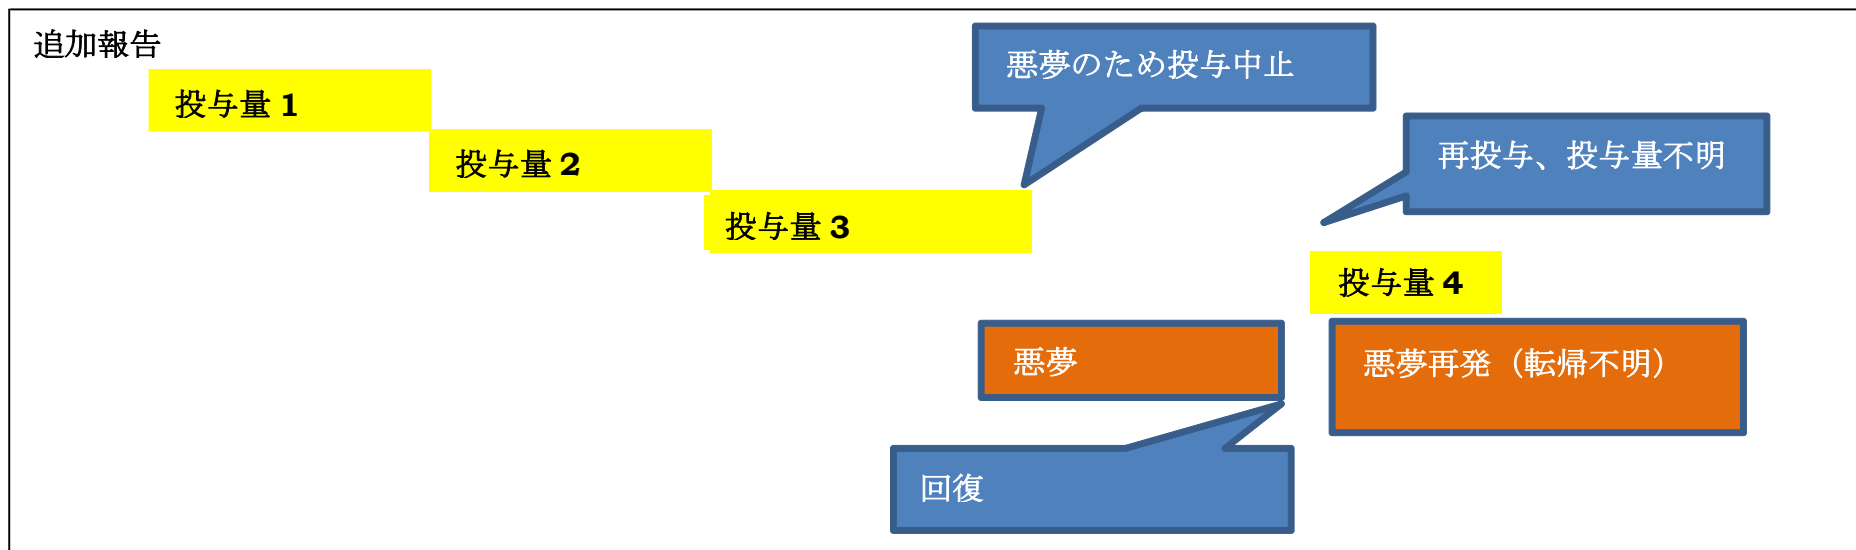 追加報告
悪夢のため投与中止
投与量 1
再投与、投与量不明
投与量 2
投与量 3
投与量 4
悪夢
悪夢再発（転帰不明）
回復